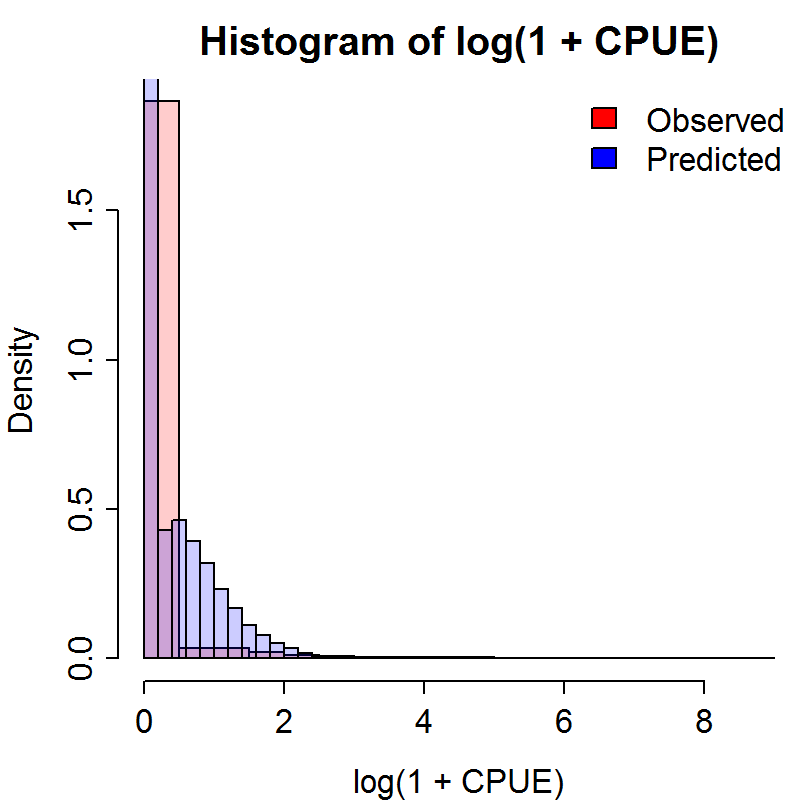 Histogram of log(1 + CPUE)
Observed
Predicted
Density
0.0 0.5 1.0 1.5
0 2 4 6 8
log(1 + CPUE)